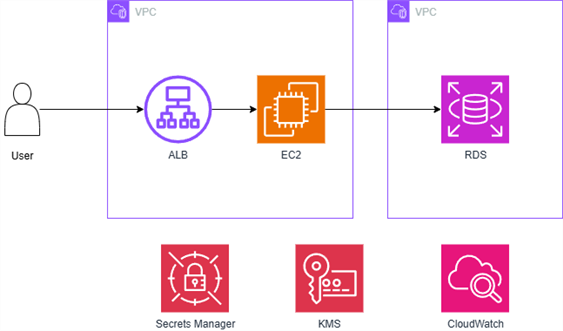 VPC
VPC
User
ALB
EC2
RDS
Secrets Manager
KMS
CloudWatch